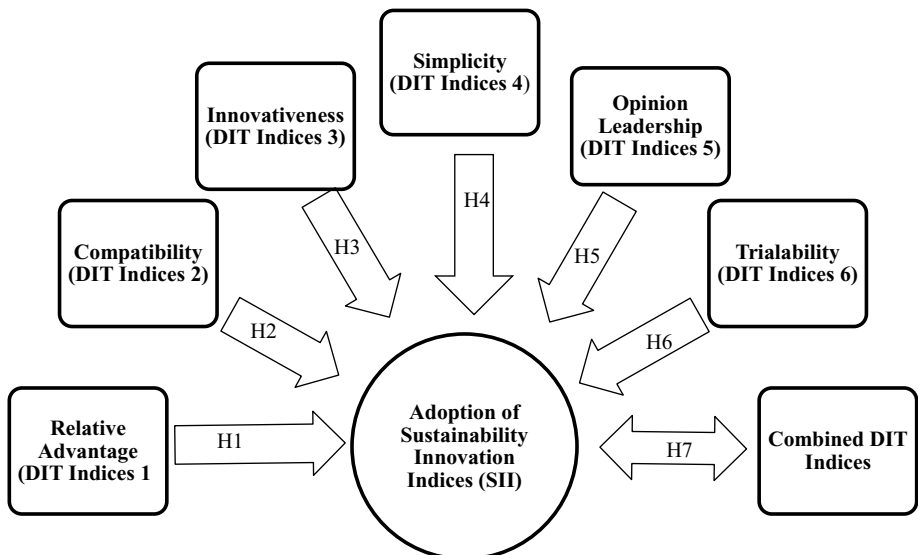 Simplicity
(DIT Indices 4)
Innovativeness
(DIT Indices 3)
Opinion
Leadership
(DIT Indices 5)
H4
Compatibility
(DIT Indices 2)
H3
H5
Trialability
(DIT Indices 6)
H2
H6
Relative
Advantage
(DIT Indices 1
H1
Adoption of
Sustainability
Innovation
Indices (SII)
H7
Combined DIT
Indices